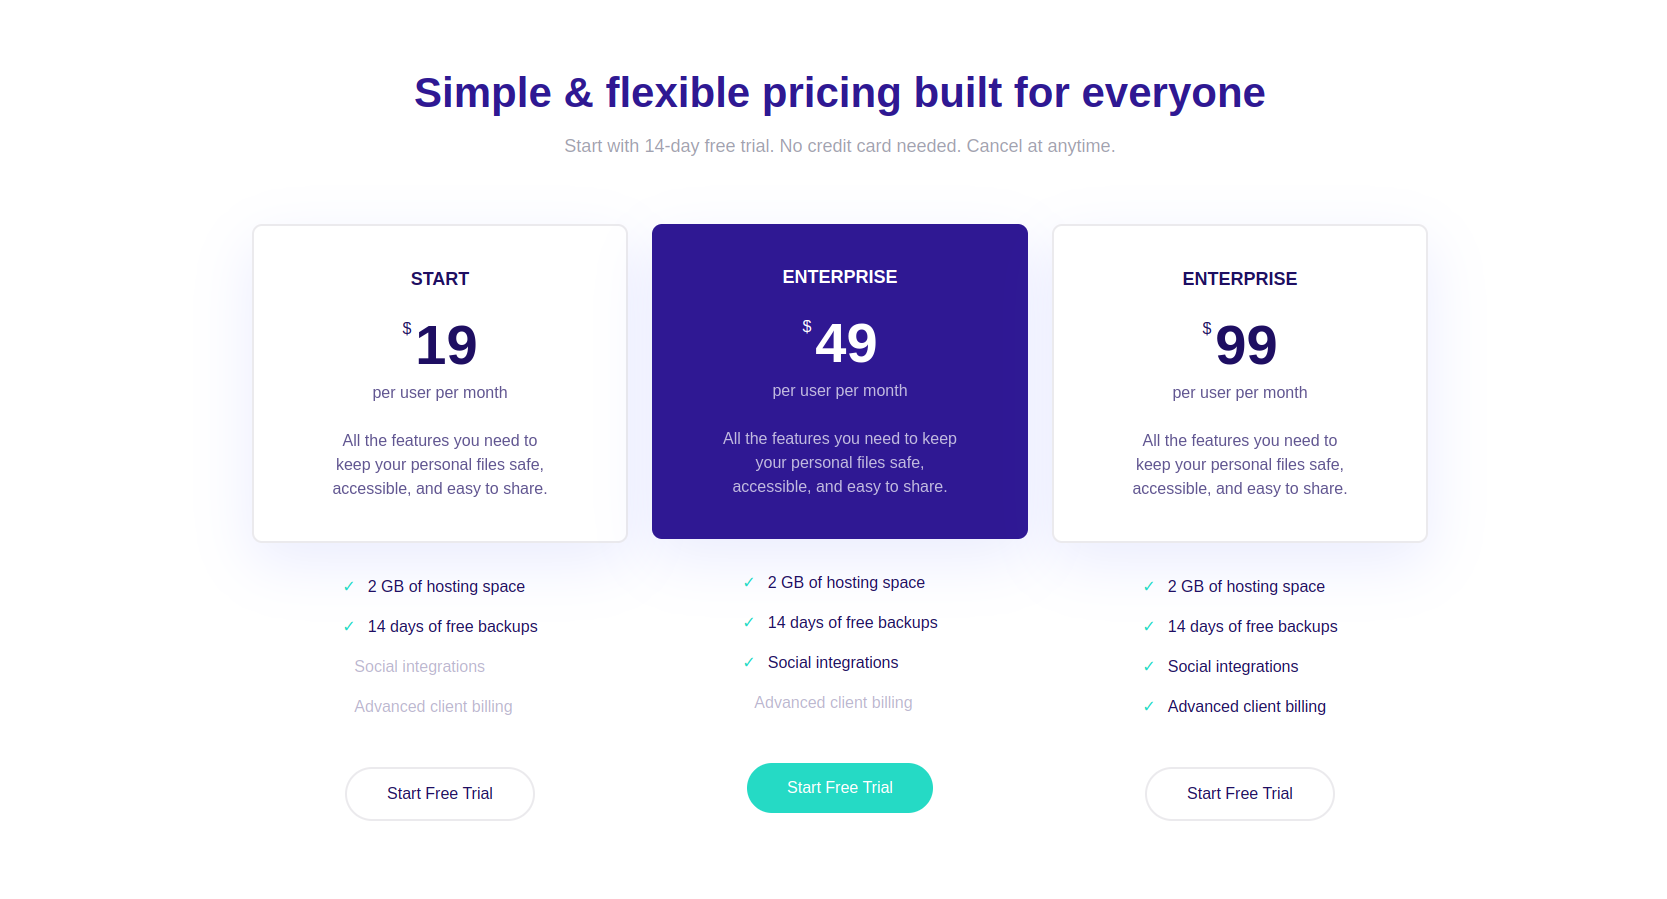 Simple & flexible pricing built for everyone
Start with 14-day free trial. No credit card needed. Cancel at anytime.
START
$ 19
per user per month
All the features you need to
keep your personal files safe,
accessible, and easy to share.
✓ 2 GB of hosting space
✓ 14 days of free backups
Social integrations
Advanced client billing
Start Free Trial
ENTERPRISE
$ 49
per user per month
All the features you need to keep
your personal files safe,
accessible, and easy to share.
✓ 2 GB of hosting space
✓ 14 days of free backups
✓ Social integrations
Advanced client billing
Start Free Trial
ENTERPRISE
$ 99
per user per month
All the features you need to
keep your personal files safe,
accessible, and easy to share.
✓ 2 GB of hosting space
✓ 14 days of free backups
✓ Social integrations
✓ Advanced client billing
Start Free Trial